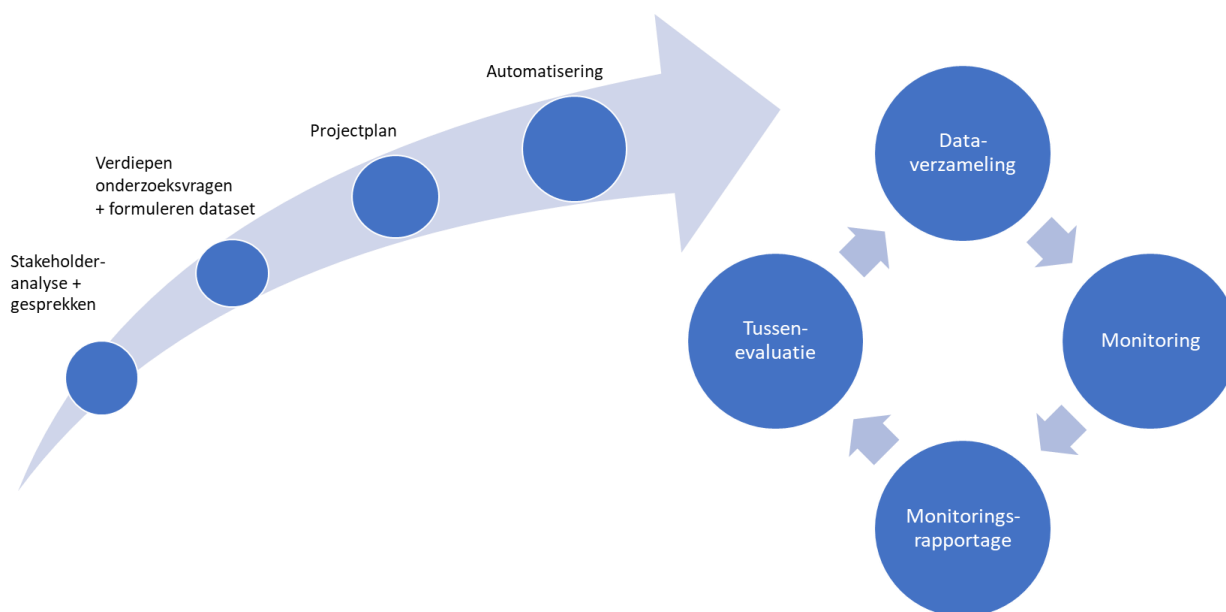 Stakeholder-
analyse +
gesprekken
Verdiepen
onderzoeksvragen
+ formuleren dataset
Projectplan
Automatisering
Data-
verzameling
Monitoring
Monitorings-
rapportage
Tussen-
evaluatie